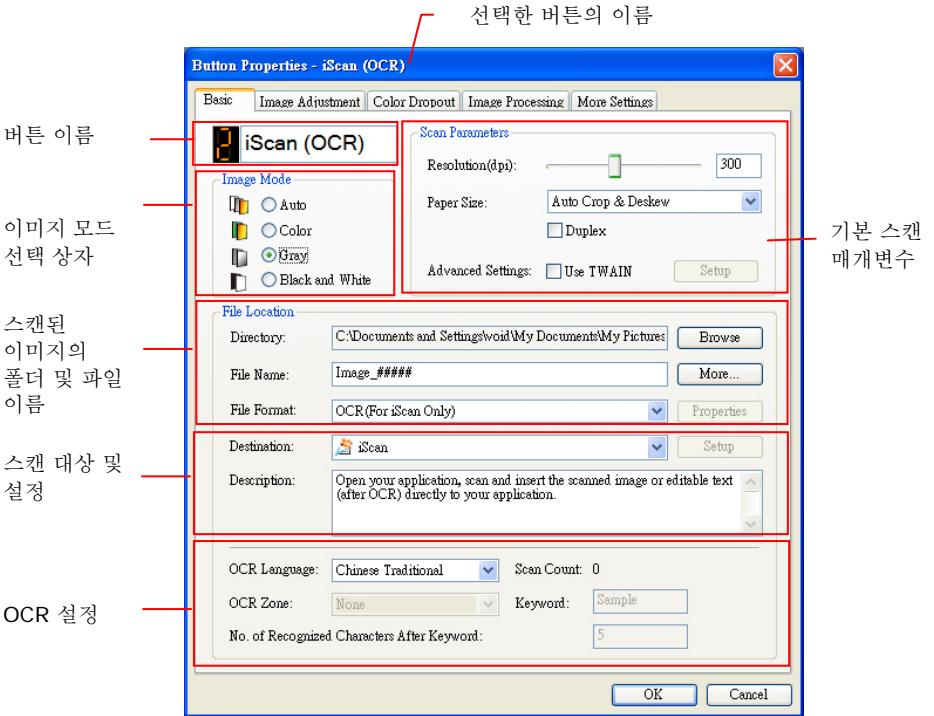 선택한 버튼의 이름
Button Properties - iScan (OCR)
Basic Image Adjustment Color Dropout Image Processing More Settings
버튼 이름
2 iScan (OCR)
Image Mode
Auto
Color
Gray
Black and White
이미지 모드
선택 상자
Scan Parameters
Resolution(dpi): 300
Paper Size: Auto Crop & Deskew
Duplex
Advanced Settings: Use TWAIN Setup
기본 스캔
매개변수
스캔된
이미지의
폴더 및 파일
이름
File Location
Directory: C:\Documents and Settings\void\My Documents\My Pictures Browse
File Name: Image_##### More...
File Format: OCR(For iScan Only) Properties
스캔 대상 및
설정
Destination: iScan Setup
Description: Open your application, scan and insert the scanned image or editable text
(after OCR) directly to your application.
OCR 설정
OCR Language: Chinese Traditional Scan Count: 0
OCR Zone: None Keyword: Sample
No. of Recognized Characters After Keyword: 5
OK Cancel